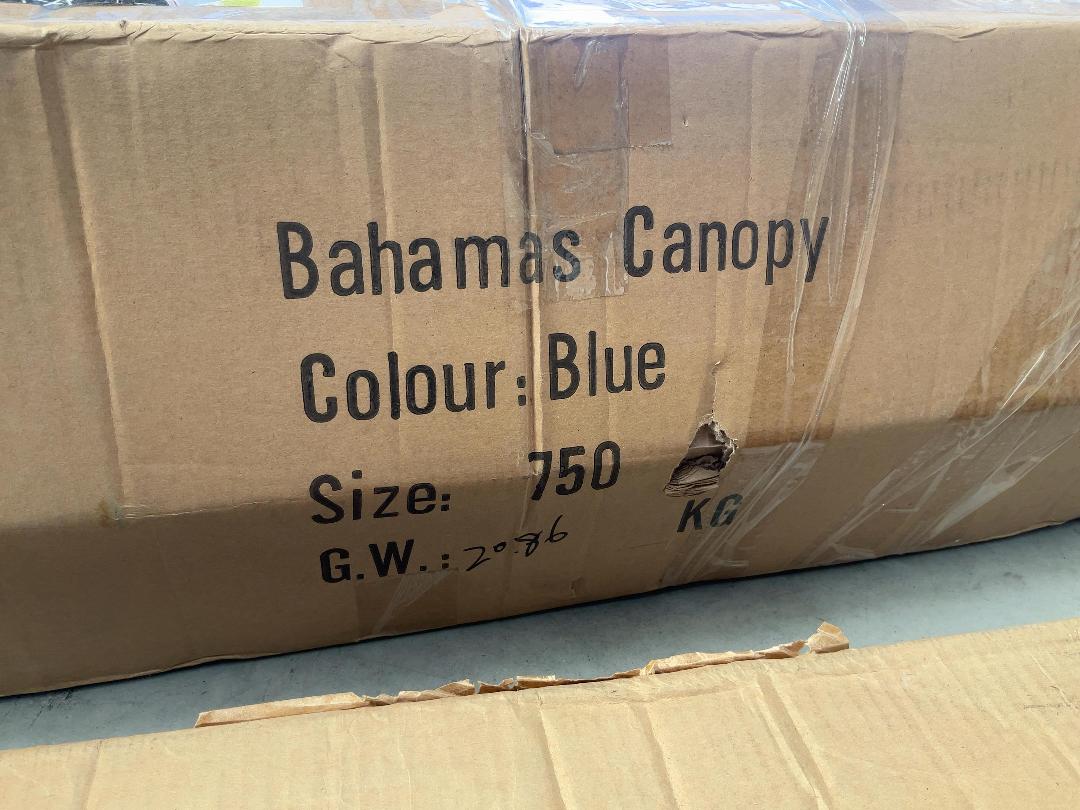 Bahamas Canopy
Colour: Blue
Size: 750
G.W.: 20.86 KG